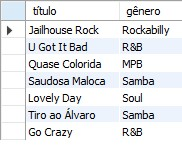 título gênero
Jailhouse Rock Rockabilly
U Got It Bad R&B
Quase Colorida MPB
Saudosa Maloca Samba
Lovely Day Soul
Tiro ao Álvaro Samba
Go Crazy R&B